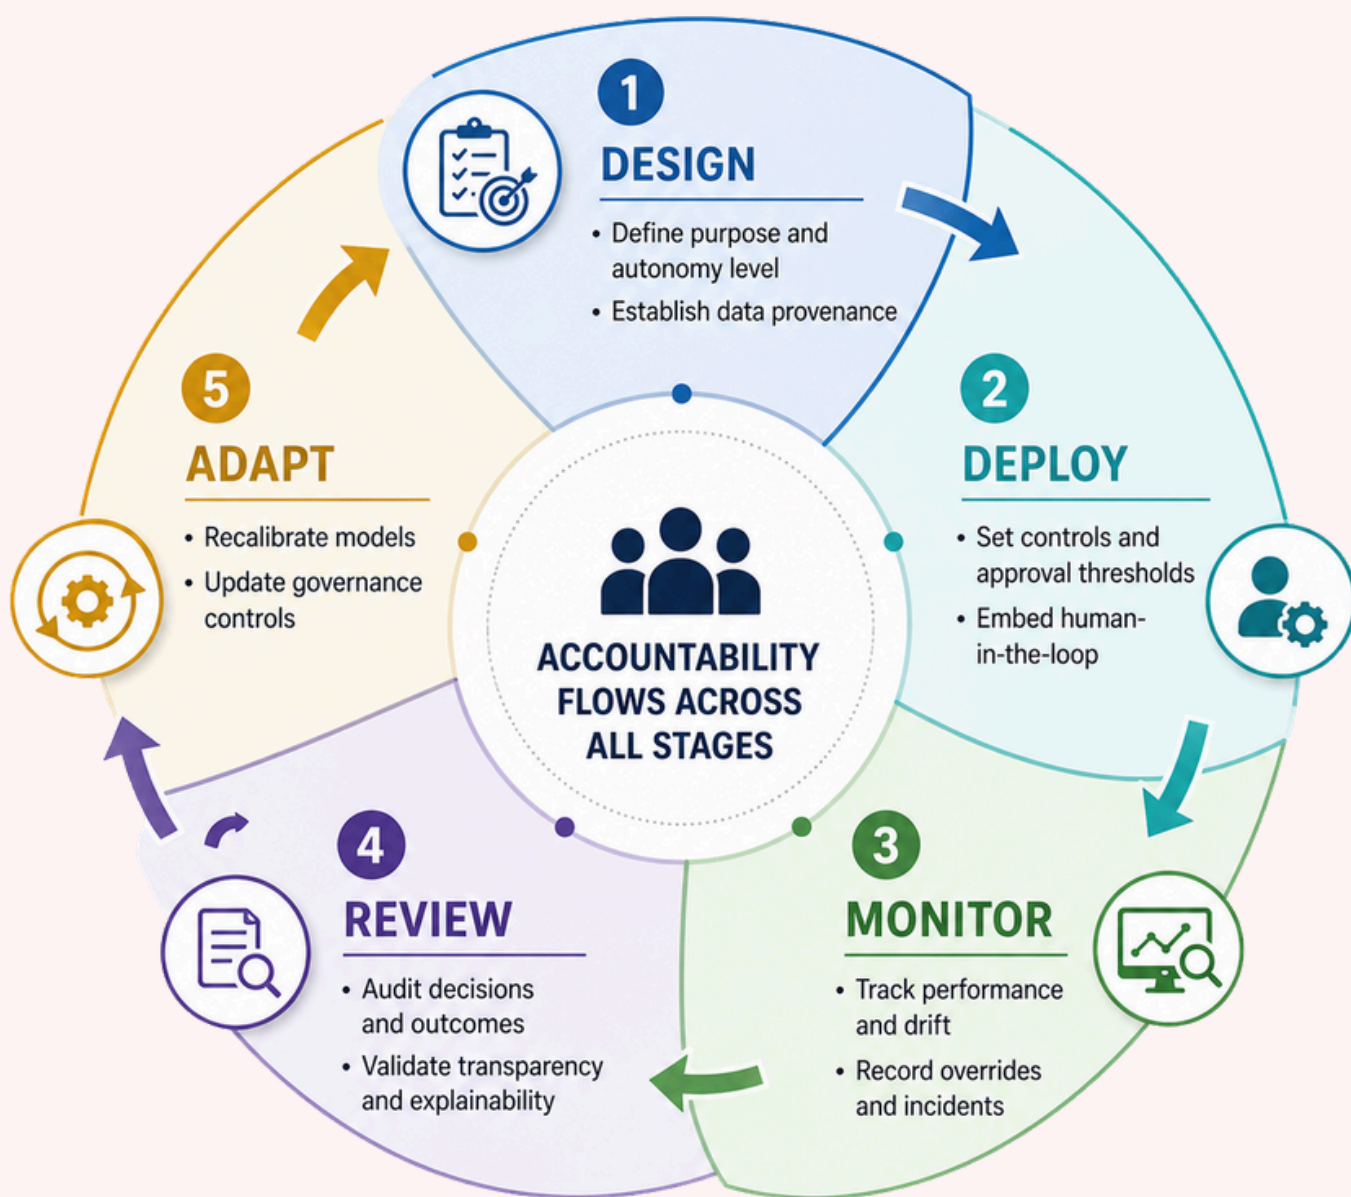 1
DESIGN
• Define purpose and
autonomy level
• Establish data provenance
2
DEPLOY
• Set controls and
approval thresholds
• Embed human-
in-the-loop
3
MONITOR
• Track performance
and drift
• Record overrides
and incidents
4
REVIEW
• Audit decisions
and outcomes
• Validate transparency
and explainability
5
ADAPT
• Recalibrate models
• Update governance
controls
ACCOUNTABILITY
FLOWS ACROSS
ALL STAGES